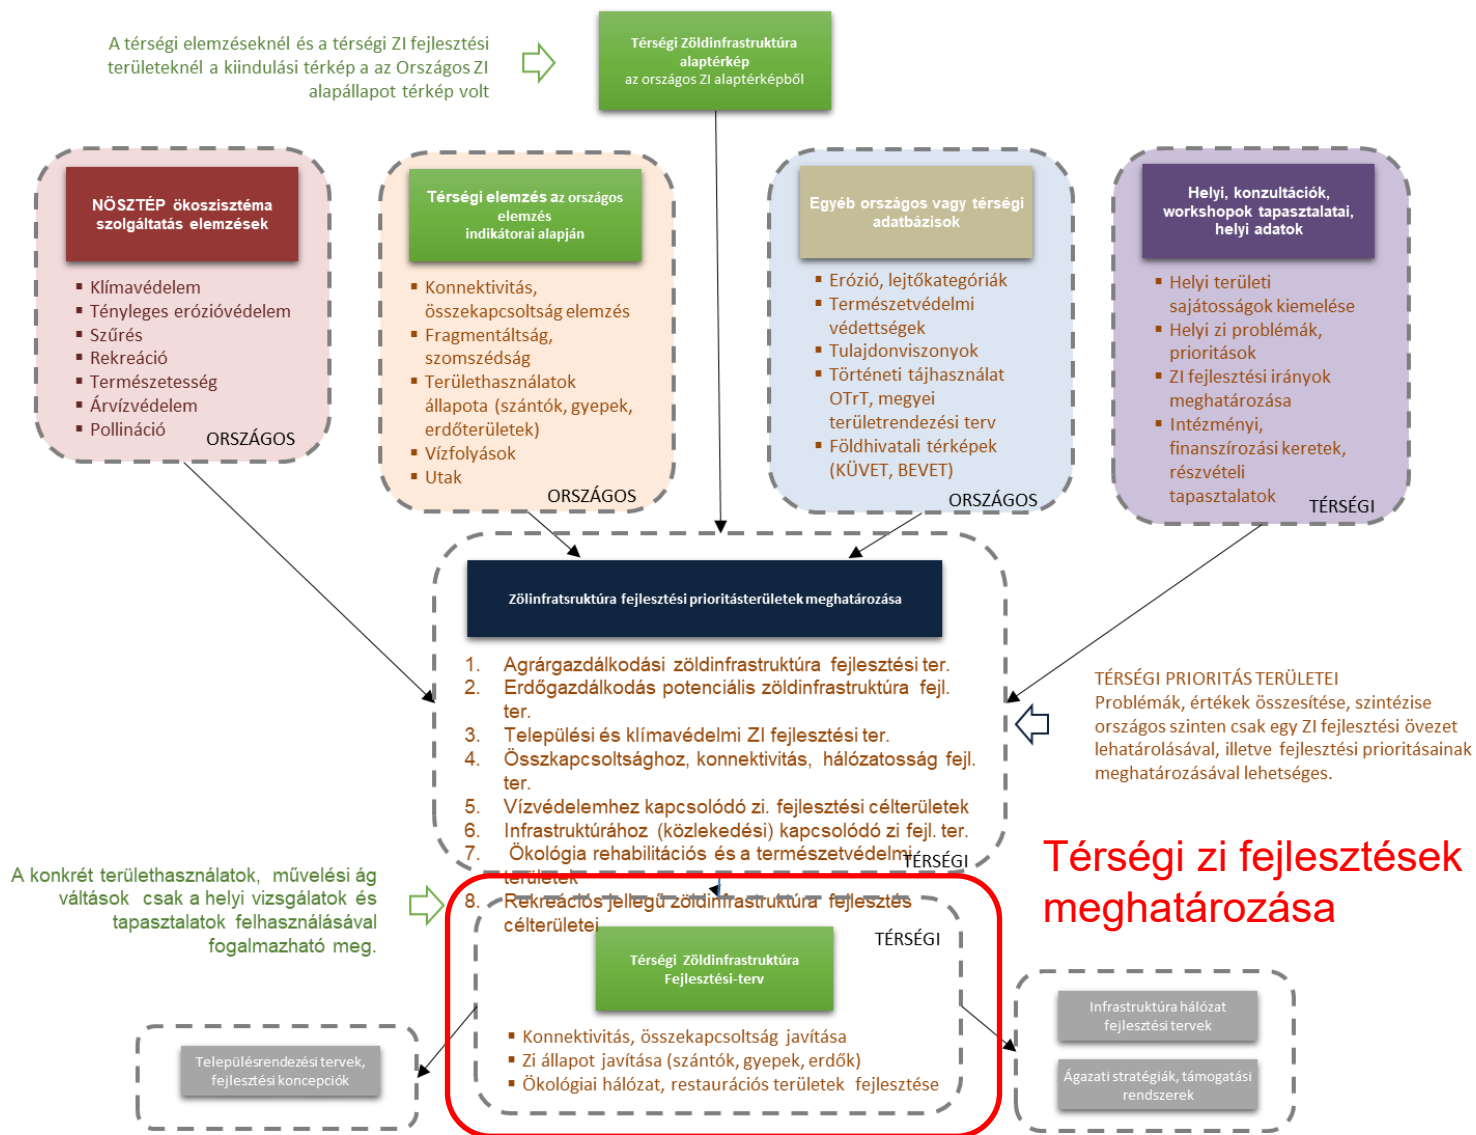 A térségi elemzéseknél és a térségi ZI fejlesztési
területeknél a kiindulási térkép a az Országos ZI
alapállapot térkép volt
Térségi Zöldinfrastruktúra
alaptérkép
az országos ZI alaptérképből
NÖSZTÉP ökoszisztéma
szolgáltatás elemzések
▪ Klímavédelem
▪ Tényleges erózióvédelem
▪ Szűrés
▪ Rekreáció
▪ Természetesség
▪ Árvízvédelem
▪ Pollináció
ORSZÁGOS
Térségi elemzés az országos
elemzés
indikátorai alapján
▪ Konnektivitás,
összekapcsoltság elemzés
▪ Fragmentáltság,
szomszédság
▪ Területhasználatok
állapota (szántók, gyepek,
erdőterületek)
▪ Vízfolyások
▪ Utak
ORSZÁGOS
Egyéb országos vagy térségi
adatbázisok
▪ Erózió, lejtőkategóriák
▪ Természetvédelmi
védettségek
▪ Tulajdonviszonyok
▪ Történeti tájhasználat
OTrT, megyei
területrendezési terv
▪ Földhivatali térképek
(KÜVET, BEVET)
ORSZÁGOS
Helyi, konzultációk,
workshopok tapasztalatai,
helyi adatok
▪ Helyi területi
sajátosságok kiemelése
▪ Helyi zi problémák,
prioritások
▪ ZI fejlesztési irányok
meghatározása
▪ Intézményi,
finanszírozási keretek,
részvételi
tapasztalatok
TÉRSÉGI
Zölinfratsruktúra fejlesztési prioritásterületek meghatározása
1. Agrárgazdálkodási zöldinfrastruktúra fejlesztési ter.
2. Erdőgazdálkodás potenciális zöldinfrastruktúra fejl.
ter.
3. Települési és klímavédelmi ZI fejlesztési ter.
4. Összkapcsoltsághoz, konnektivitás, hálózatosság fejl.
ter.
5. Vízvédelemhez kapcsolódó zi. fejlesztési célterületek
6. Infrastruktúrához (közlekedési) kapcsolódó zi fejl. ter.
7. Ökológia rehabilitációs és a természetvédelmi
területek
8. Rekreációs jellegű zöldinfrastruktúra fejlesztés
célterületei
TÉRSÉGI
TÉRSÉGI PRIORITÁS TERÜLETEI
Problémák, értékek összesítése, szintézise
országos szinten csak egy ZI fejlesztési övezet
lehatárolásával, illetve fejlesztési prioritásainak
meghatározásával lehetséges.
Térségi zi fejlesztések
meghatározása
A konkrét területhasználatok, művelési ág
váltások csak a helyi vizsgálatok és
tapasztalatok felhasználásával
fogalmazható meg.
TÉRSÉGI
Térségi Zöldinfrastruktúra
Fejlesztési-terv
▪ Konnektivitás, összekapcsoltság javítása
▪ Zi állapot javítása (szántók, gyepek, erdők)
▪ Ökológiai hálózat, restaurációs területek fejlesztése
Településrendezési tervek,
fejlesztési koncepciók
Infrastruktúra hálózat
fejlesztési tervek
Ágazati stratégiák, támogatási
rendszerek